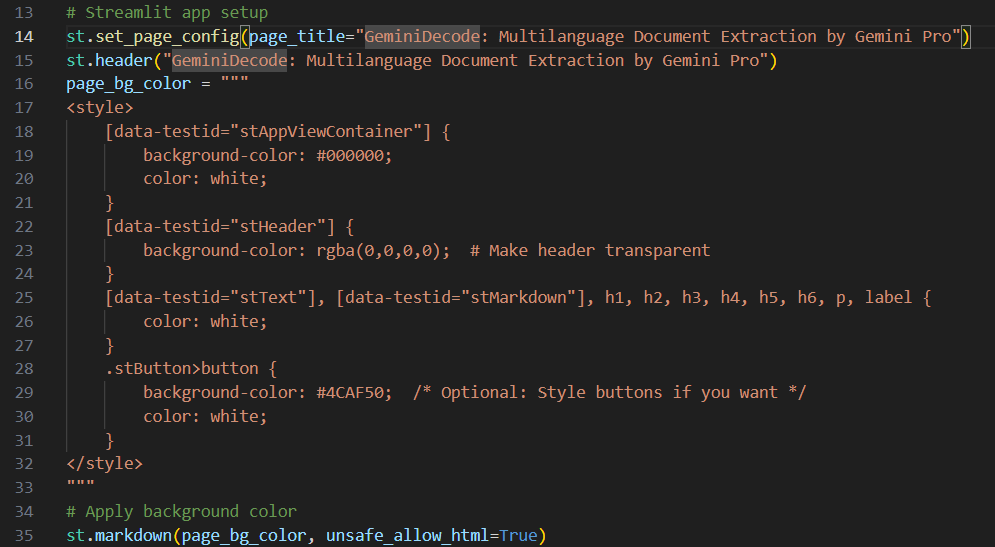 13 # Streamlit app setup
14 st.set_page_config(page_title="GeminiDecode: Multilanguage Document Extraction by Gemini Pro")
15 st.header("GeminiDecode: Multilanguage Document Extraction by Gemini Pro")
16 page_bg_color = """
17 <style>
18     [data-testid="stAppViewContainer"] {
19         background-color: #000000;
20         color: white;
21     }
22     [data-testid="stHeader"] {
23         background-color: rgba(0,0,0,0);  # Make header transparent
24     }
25     [data-testid="stText"], [data-testid="stMarkdown"], h1, h2, h3, h4, h5, h6, p, label {
26         color: white;
27     }
28     .stButton>button {
29         background-color: #4CAF50;  /* Optional: Style buttons if you want */
30         color: white;
31     }
32 </style>
33 """
34 # Apply background color
35 st.markdown(page_bg_color, unsafe_allow_html=True)